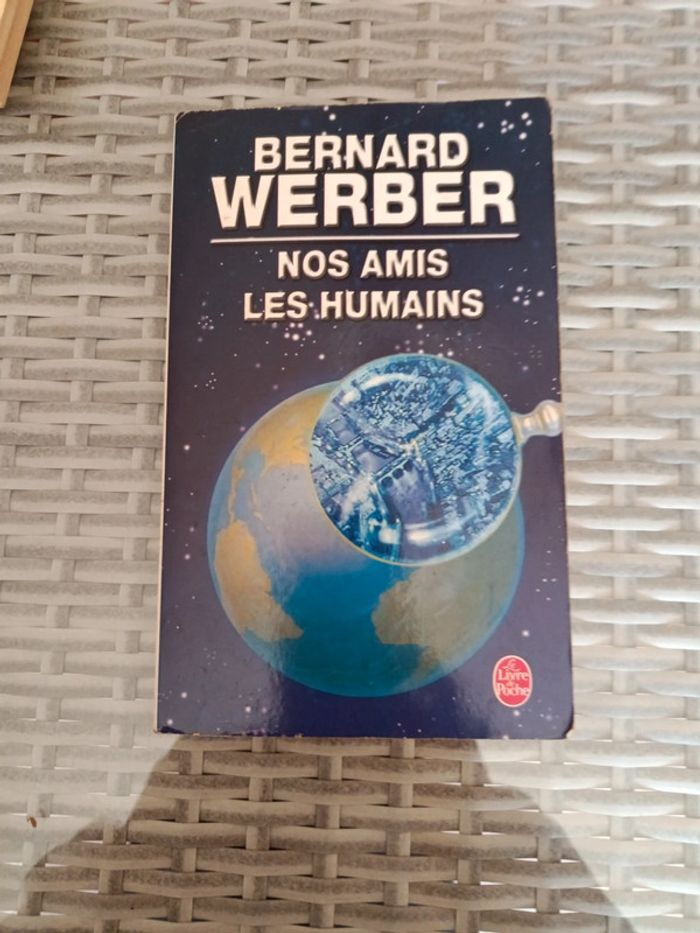 BERNARD
WERBER
NOS AMIS
LES HUMAINS
Le
Livre
de
Poche